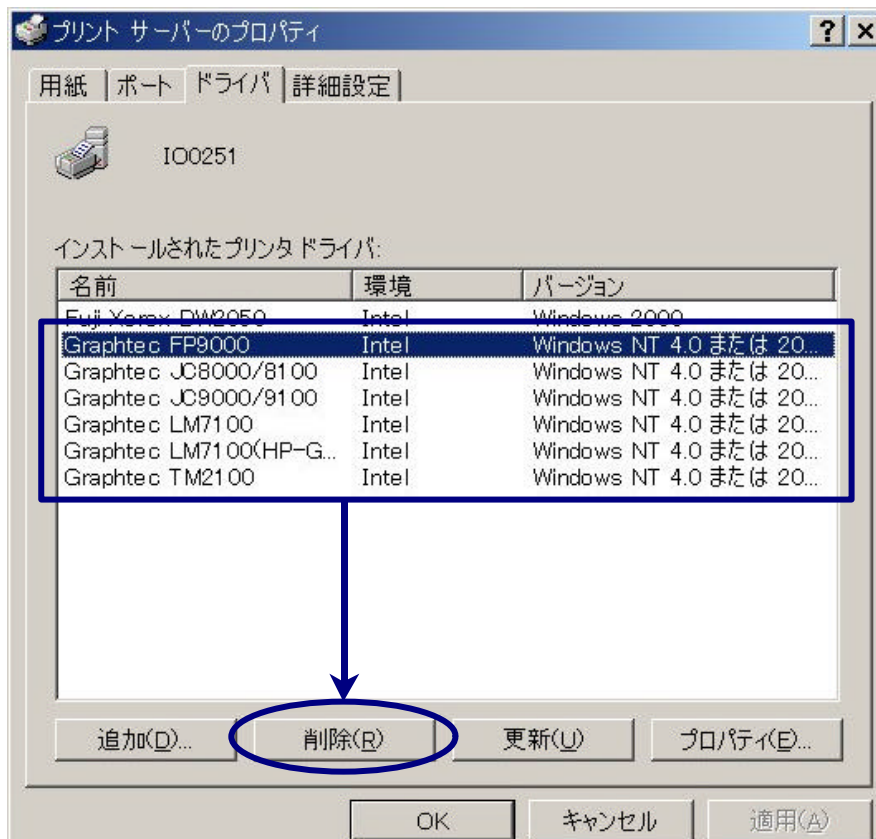 プリント サーバーのプロパティ
用紙 ポート ドライバ 詳細設定
IO0251
インストールされたプリンタ ドライバ:
名前 環境 バージョン
Fuji Xerox DW2050 Intel Windows 2000
Graphtec FP9000 Intel Windows NT 4.0 または 20...
Graphtec JC8000/8100 Intel Windows NT 4.0 または 20...
Graphtec JC9000/9100 Intel Windows NT 4.0 または 20...
Graphtec LM7100 Intel Windows NT 4.0 または 20...
Graphtec LM7100(HP-G... Intel Windows NT 4.0 または 20...
Graphtec TM2100 Intel Windows NT 4.0 または 20...
追加(D)... 削除(R) 更新(U) プロパティ(E)...
OK キャンセル 適用(A)